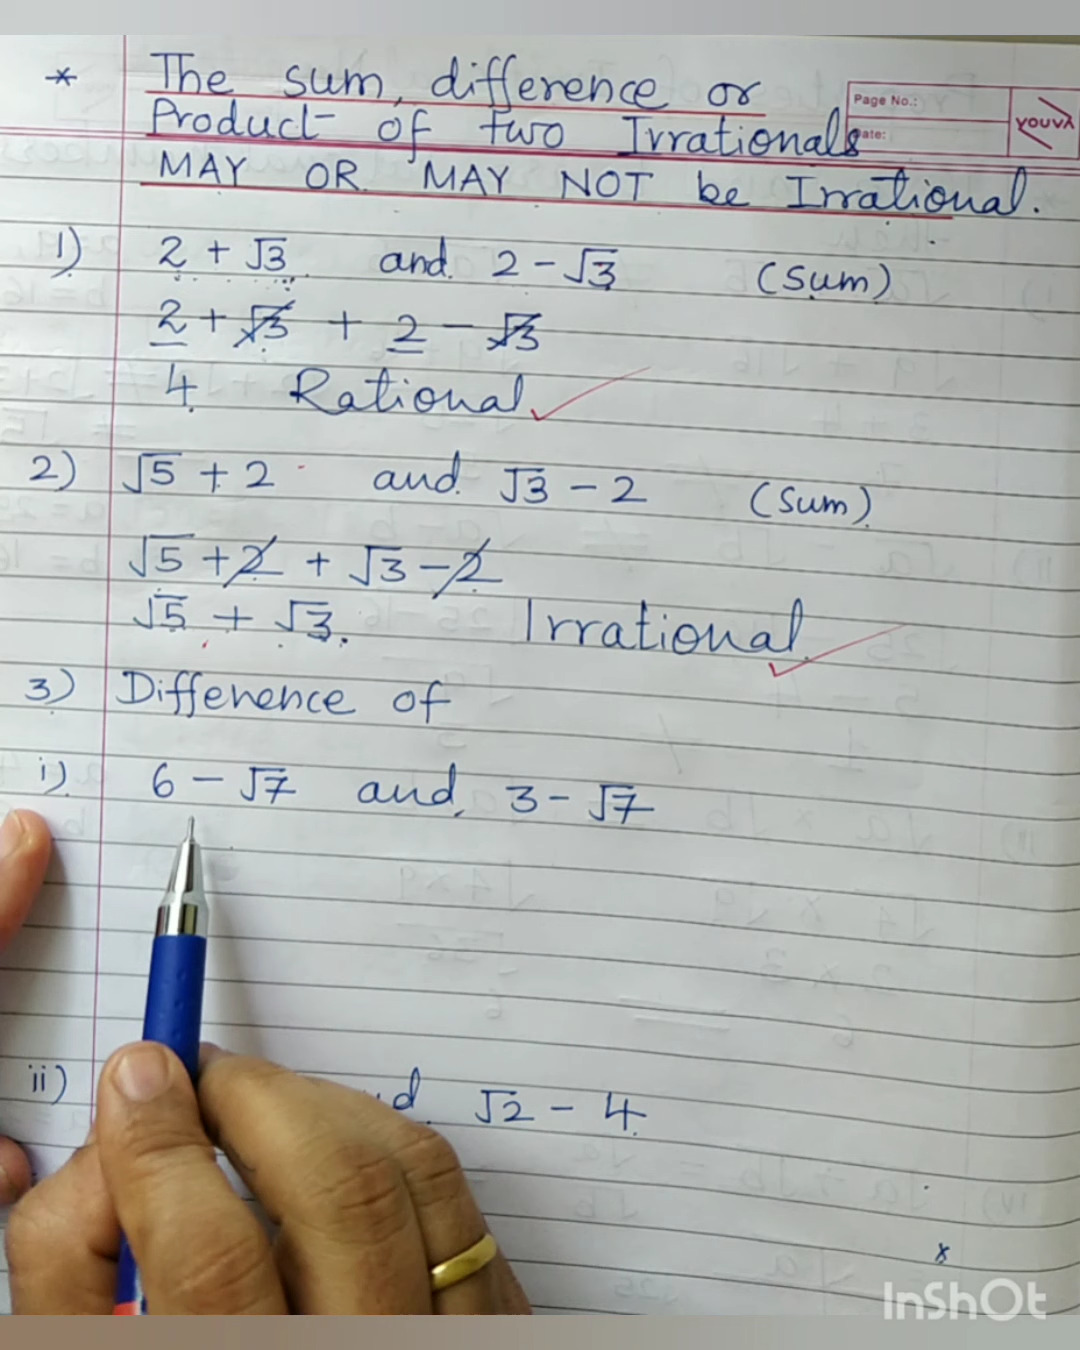 * The sum, difference or
Product of two Irrationals
MAY OR MAY NOT be Irrational.
Page No.:
Date:
YOUVA
1) 2 + √3 and 2 - √3 (Sum)
2 + √3 + 2 - √3
4 Rational
2) √5 + 2 and √3 - 2 (Sum)
√5 + 2 + √3 - 2
√5 + √3. Irrational
3) Difference of
i) 6 - √7 and 3 - √7
ii) √2 - 4
InShOt